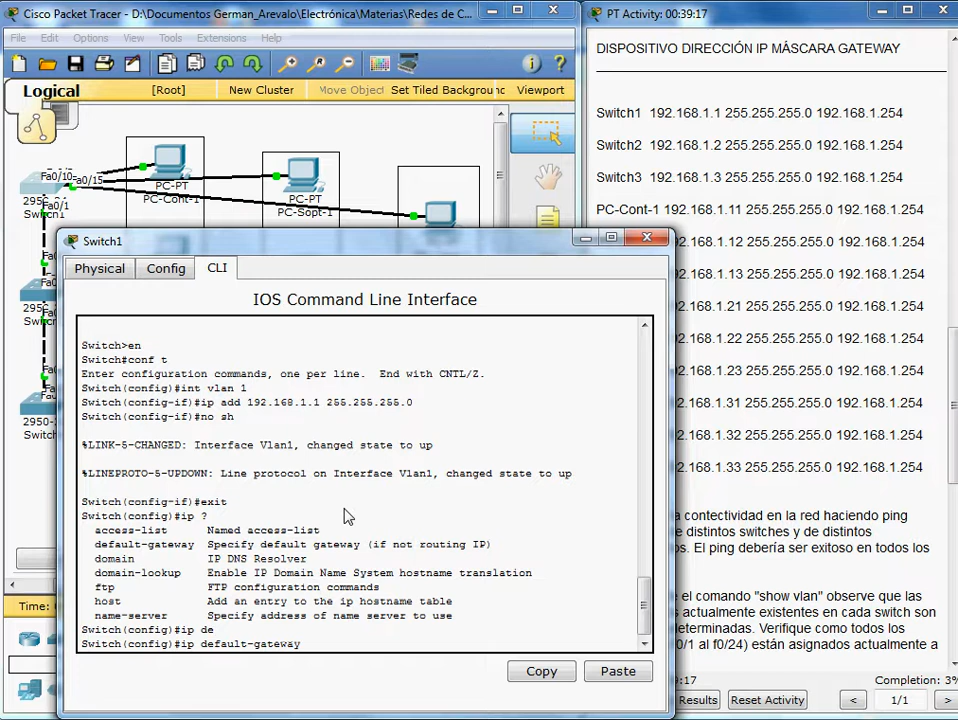 Cisco Packet Tracer - D:\Documentos German_Arevalo\Electrónica\Materias\Redes de C...
File Edit Options View Tools Extensions Help
Logical [Root] New Cluster Move Object Set Tiled Backgroun Viewport
Fa0/10
Fa0/15
PC-PT
PC-Cont-1
PC-PT
PC-Sopt-1
Switch1
Fa0/1
PT Activity: 00:39:17
DISPOSITIVO DIRECCIÓN IP MÁSCARA GATEWAY
Switch1 192.168.1.1 255.255.255.0 192.168.1.254
Switch2 192.168.1.2 255.255.255.0 192.168.1.254
Switch3 192.168.1.3 255.255.255.0 192.168.1.254
PC-Cont-1 192.168.1.11 255.255.255.0 192.168.1.254
2.168.1.12 255.255.255.0 192.168.1.254
2.168.1.13 255.255.255.0 192.168.1.254
2.168.1.21 255.255.255.0 192.168.1.254
2.168.1.22 255.255.255.0 192.168.1.254
2.168.1.23 255.255.255.0 192.168.1.254
2.168.1.31 255.255.255.0 192.168.1.254
2.168.1.32 255.255.255.0 192.168.1.254
2.168.1.33 255.255.255.0 192.168.1.254
a contectividad en la red haciendo ping
distintos switches y de distintos
os. El ping debería ser exitoso en todos los
e el comando "show vlan" observe que las
actualmente existentes en cada switch son
determinadas. Verifique como todos los
0/1 al f0/24) están asignados actualmente a
:17 Completion: 3%
Results Reset Activity < 1/1 >
Switch1
Physical Config CLI
IOS Command Line Interface
Switch>en
Switch#conf t
Enter configuration commands, one per line. End with CNTL/Z.
Switch(config)#int vlan 1
Switch(config-if)#ip add 192.168.1.1 255.255.255.0
Switch(config-if)#no sh
%LINK-5-CHANGED: Interface Vlan1, changed state to up
%LINEPROTO-5-UPDOWN: Line protocol on Interface Vlan1, changed state to up
Switch(config-if)#exit
Switch(config)#ip ?
access-list Named access-list
default-gateway Specify default gateway (if not routing IP)
domain IP DNS Resolver
domain-lookup Enable IP Domain Name System hostname translation
ftp FTP configuration commands
host Add an entry to the ip hostname table
name-server Specify address of name server to use
Switch(config)#ip de
Switch(config)#ip default-gateway
Copy Paste
Time: